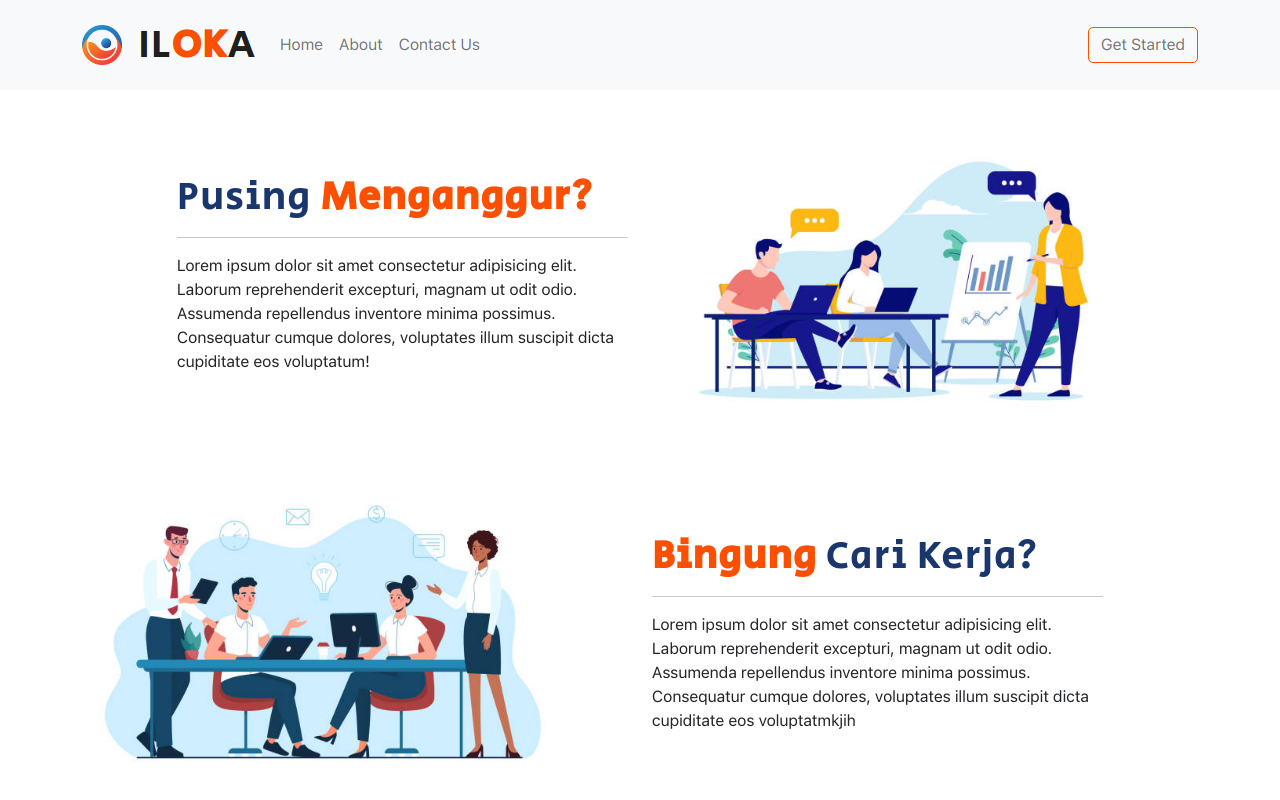 ILOKA Home About Contact Us Get Started
Pusing Menganggur?
Lorem ipsum dolor sit amet consectetur adipisicing elit.
Laborum reprehenderit excepturi, magnam ut odit odio.
Assumenda repellendus inventore minima possimus.
Consequatur cumque dolores, voluptates illum suscipit dicta
cupiditate eos voluptatum!
Bingung Cari Kerja?
Lorem ipsum dolor sit amet consectetur adipisicing elit.
Laborum reprehenderit excepturi, magnam ut odit odio.
Assumenda repellendus inventore minima possimus.
Consequatur cumque dolores, voluptates illum suscipit dicta
cupiditate eos voluptatmkjih